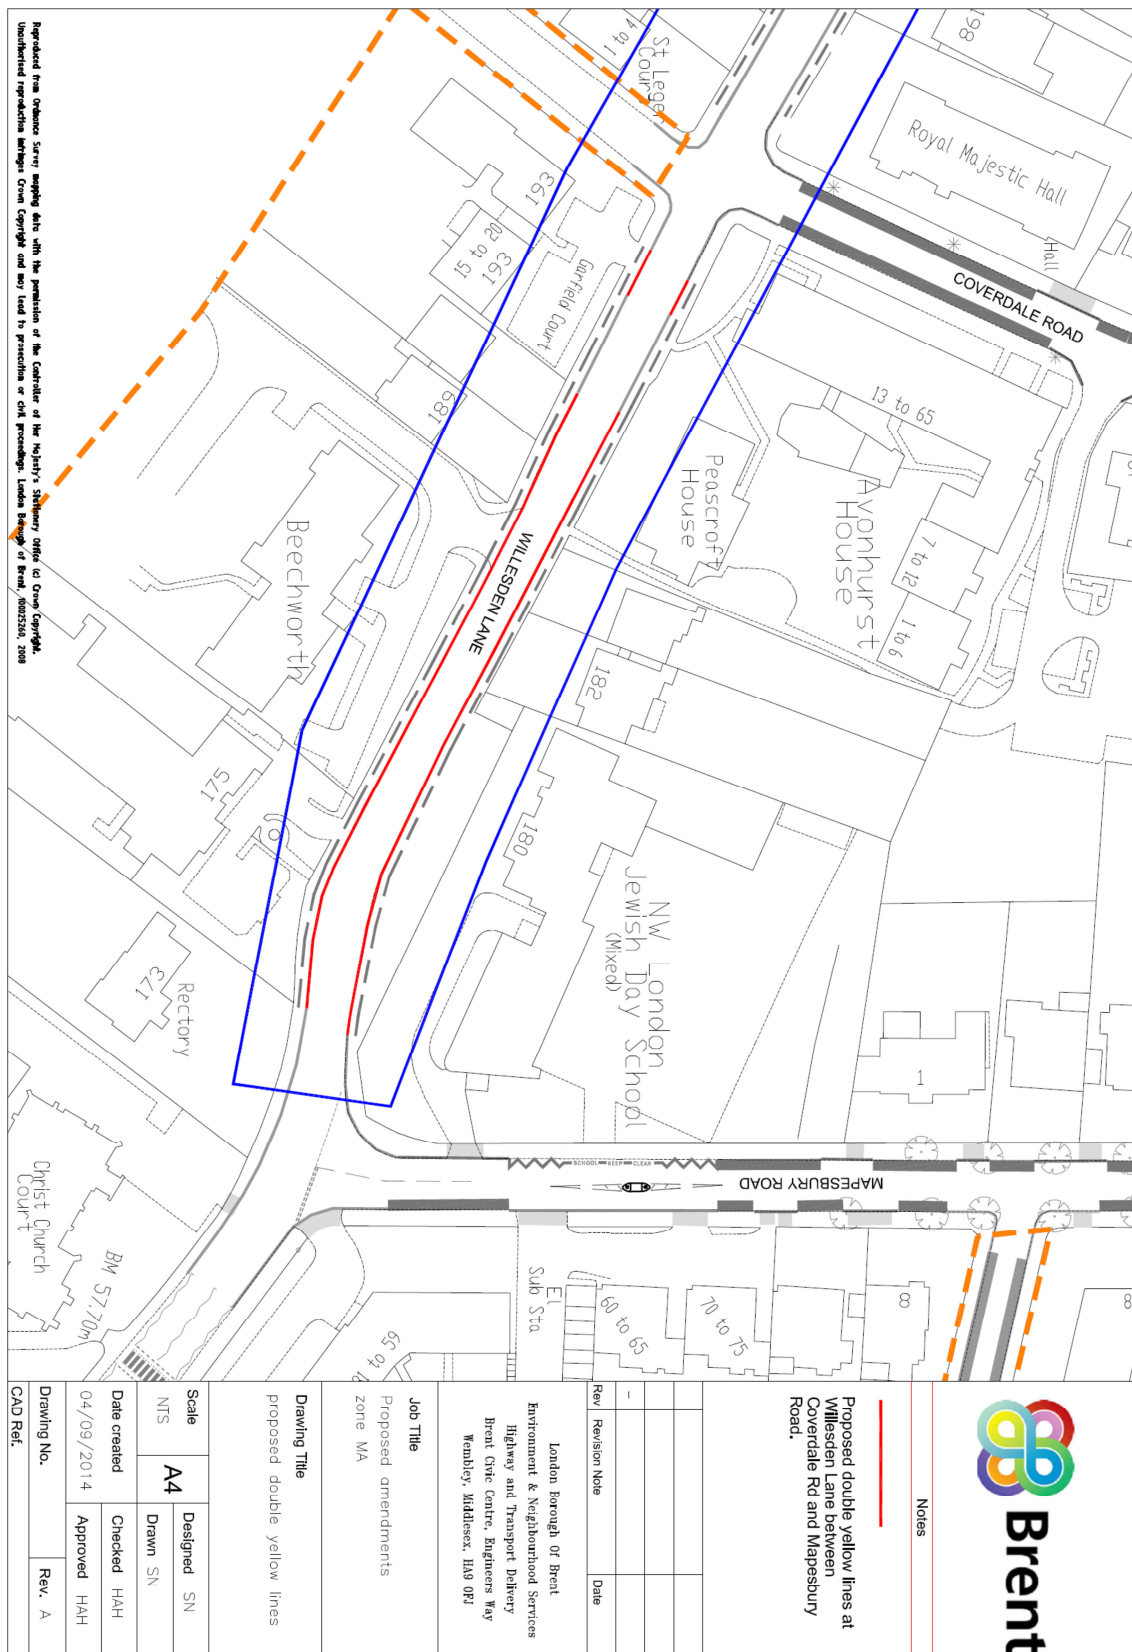 Reproduced from Ordnance Survey mapping data with the permission of the Controller of Her Majesty's Stationery Office (c) Crown Copyright.
Unauthorised reproduction infringes Crown Copyright and may lead to prosecution or civil proceedings. London Borough of Brent, 100025260, 2008
198
Royal Majestic Hall
Hall
COVERDALE ROAD
1 to 4
St Leger
Court
193
15 to 20
193
Garfield Court
189
13 to 65
Avonhurst
House
7 to 12
1 to 6
Peascroft
House
WILLESDEN LANE
Beechworth
182
180
175
173
Rectory
NW London
Jewish Day School
(Mixed)
1
SCHOOL KEEP CLEAR
MAPESBURY ROAD
Christ Church
Court
BM 57.70m
El
Sub Sta
60 to 65
70 to 75
8
8
to 59
Brent
Notes
Proposed double yellow lines at
Willesden Lane between
Coverdale Rd and Mapesbury
Road.
Rev
Revision Note
Date
-
London Borough Of Brent
Environment & Neighbourhood Services
Highway and Transport Delivery
Brent Civic Centre, Engineers Way
Wembley, Middlesex, HA9 0FJ
Job Title
Proposed amendments
zone MA
Drawing Title
proposed double yellow lines
Scale
NTS
A4
Designed SN
Drawn SN
Date created
04/09/2014
Checked HAH
Approved HAH
Drawing No.
Rev. A
CAD Ref.